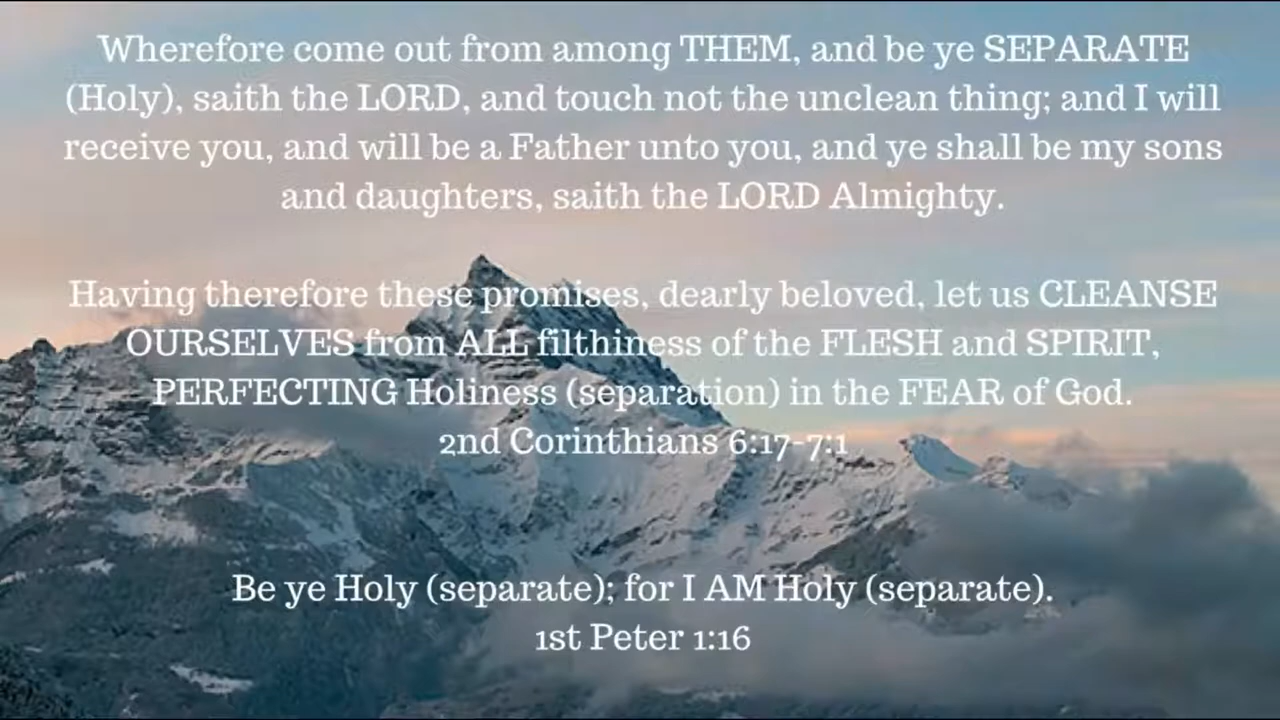 Wherefore come out from among THEM, and be ye SEPARATE
(Holy), saith the LORD, and touch not the unclean thing; and I will
receive you, and will be a Father unto you, and ye shall be my sons
and daughters, saith the LORD Almighty.
Having therefore these promises, dearly beloved, let us CLEANSE
OURSELVES from ALL filthiness of the FLESH and SPIRIT,
PERFECTING Holiness (separation) in the FEAR of God.
2nd Corinthians 6:17-7:1
Be ye Holy (separate); for I AM Holy (separate).
1st Peter 1:16